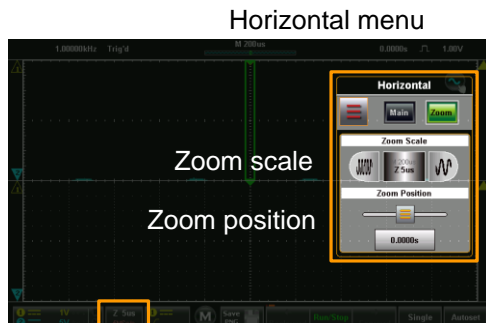 Horizontal menu
1.00000kHz Trig'd M 200us 0.0000s 1.00V
Horizontal
Main Zoom
Zoom Scale
Zoom scale
Z 5us
Zoom Position
Zoom position
0.0000s
1V Z 5us M Save Run/Stop Single Autoset